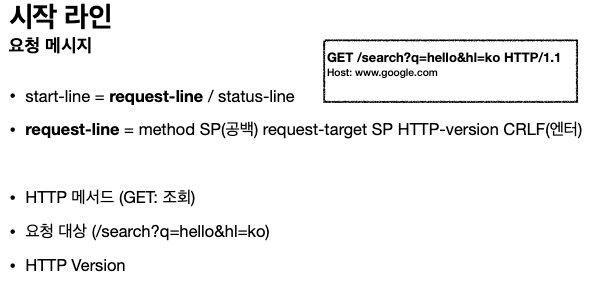 시작 라인
요청 메시지
GET /search?q=hello&hl=ko HTTP/1.1
Host: www.google.com
• start-line = request-line / status-line
• request-line = method SP(공백) request-target SP HTTP-version CRLF(엔터)
• HTTP 메서드 (GET: 조회)
• 요청 대상 (/search?q=hello&hl=ko)
• HTTP Version